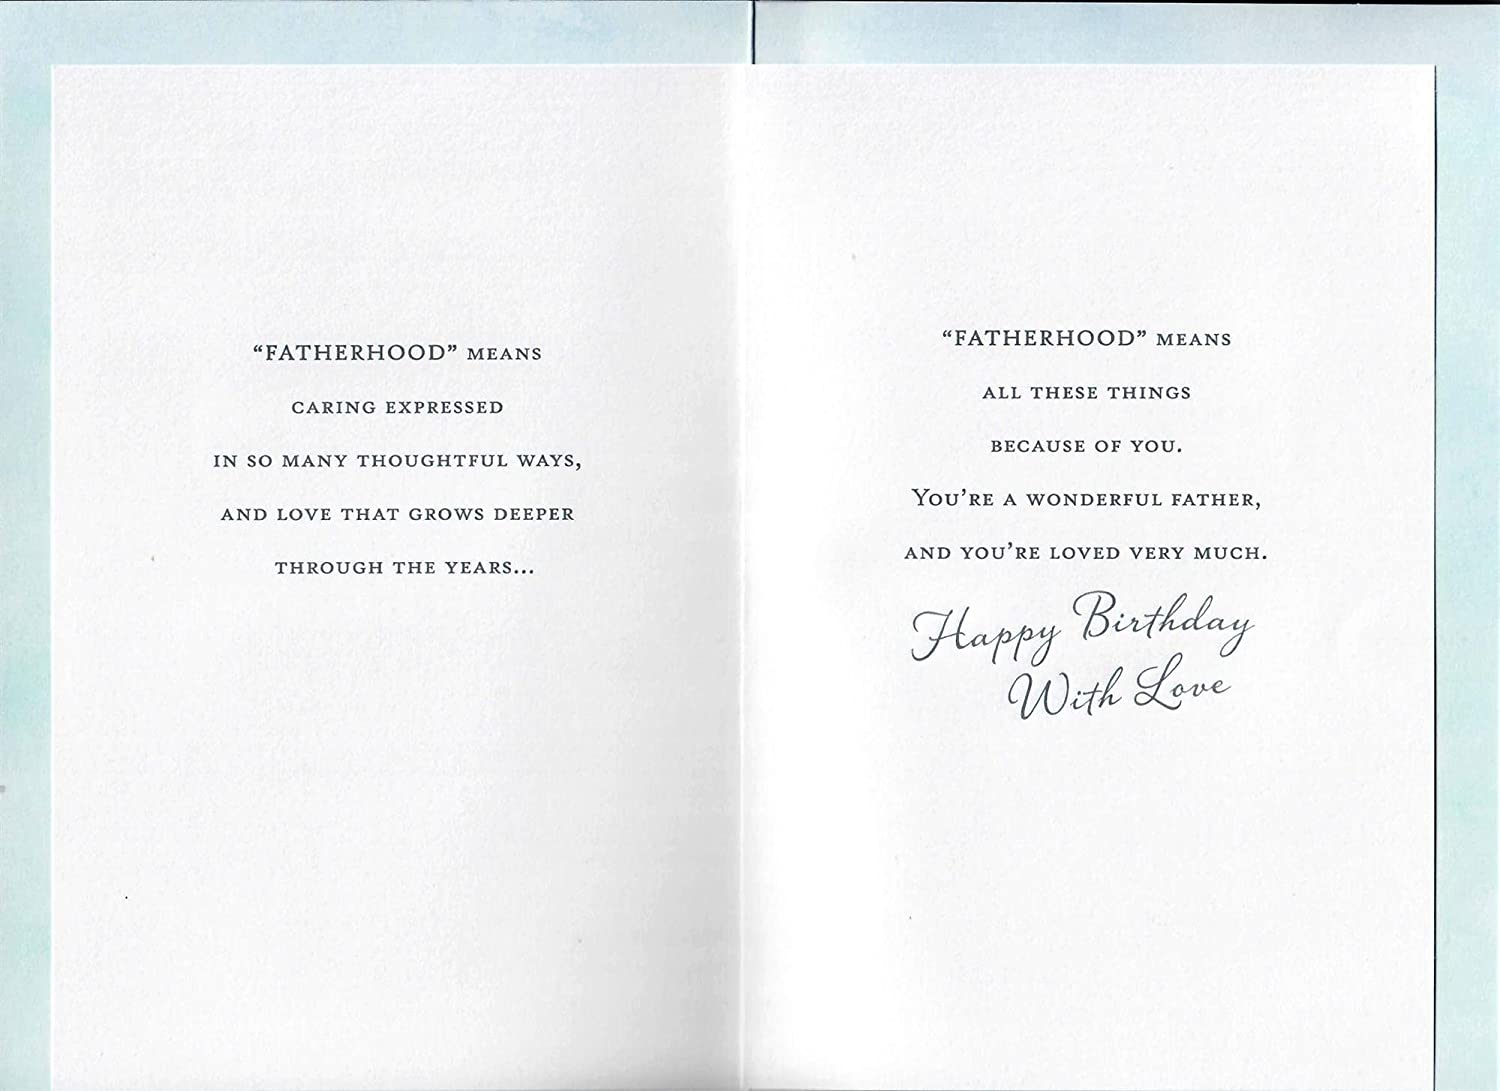 “FATHERHOOD” MEANS
CARING EXPRESSED
IN SO MANY THOUGHTFUL WAYS,
AND LOVE THAT GROWS DEEPER
THROUGH THE YEARS...
“FATHERHOOD” MEANS
ALL THESE THINGS
BECAUSE OF YOU.
YOU’RE A WONDERFUL FATHER,
AND YOU’RE LOVED VERY MUCH.
Happy Birthday
With Love